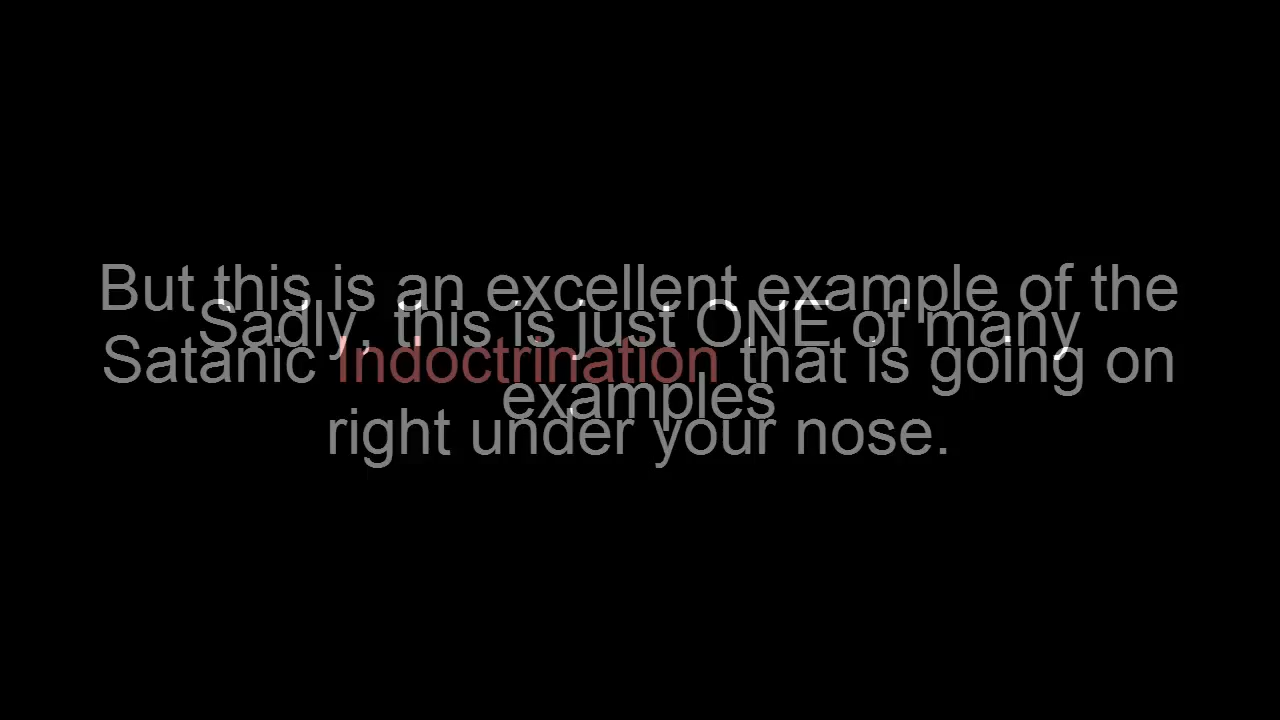 But this is an excellent example of the
Satanic Indoctrination that is going on
right under your nose.
Sadly, this is just ONE of many
examples